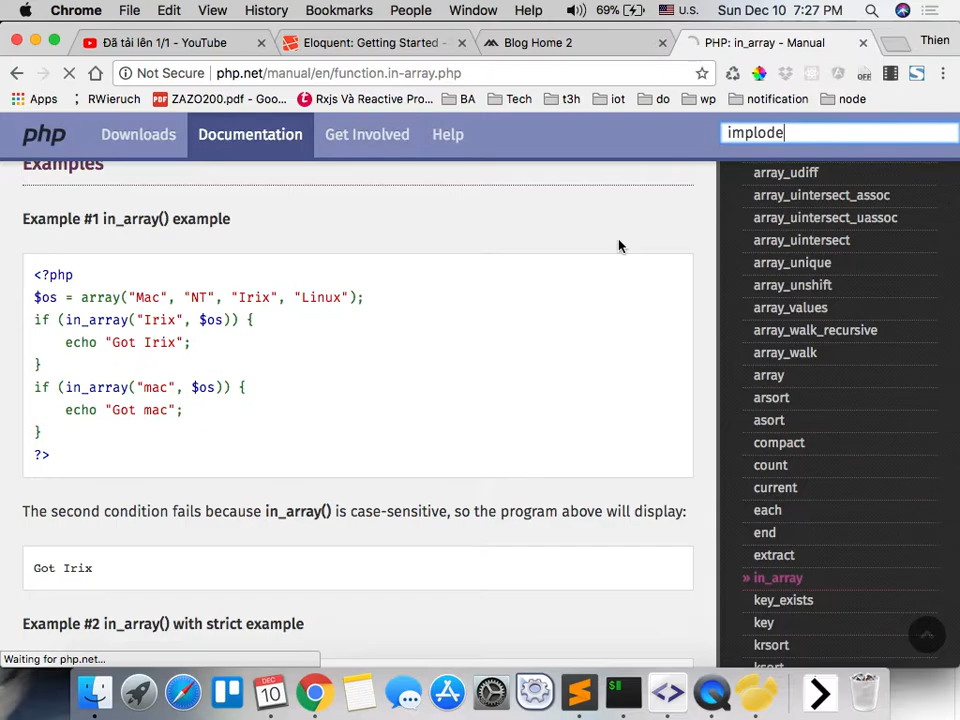 Chrome File Edit View History Bookmarks People Window Help 69% U.S. Sun Dec 10 7:27 PM
Đã tải lên 1/1 - YouTube Eloquent: Getting Started - Blog Home 2 PHP: in_array - Manual Thien
Not Secure php.net/manual/en/function.in-array.php
Apps RWieruch ZAZO200.pdf - Goo... Rxjs Và Reactive Pro... BA Tech t3h iot do wp notification node
php Downloads Documentation Get Involved Help implode
Examples
Example #1 in_array() example
<?php
$os = array("Mac", "NT", "Irix", "Linux");
if (in_array("Irix", $os)) {
    echo "Got Irix";
}
if (in_array("mac", $os)) {
    echo "Got mac";
}
?>
The second condition fails because in_array() is case-sensitive, so the program above will display:
Got Irix
Example #2 in_array() with strict example
array_udiff
array_uintersect_assoc
array_uintersect_uassoc
array_uintersect
array_unique
array_unshift
array_values
array_walk_recursive
array_walk
array
arsort
asort
compact
count
current
each
end
extract
» in_array
key_exists
key
krsort
ksort
Waiting for php.net...
DEC
10
$